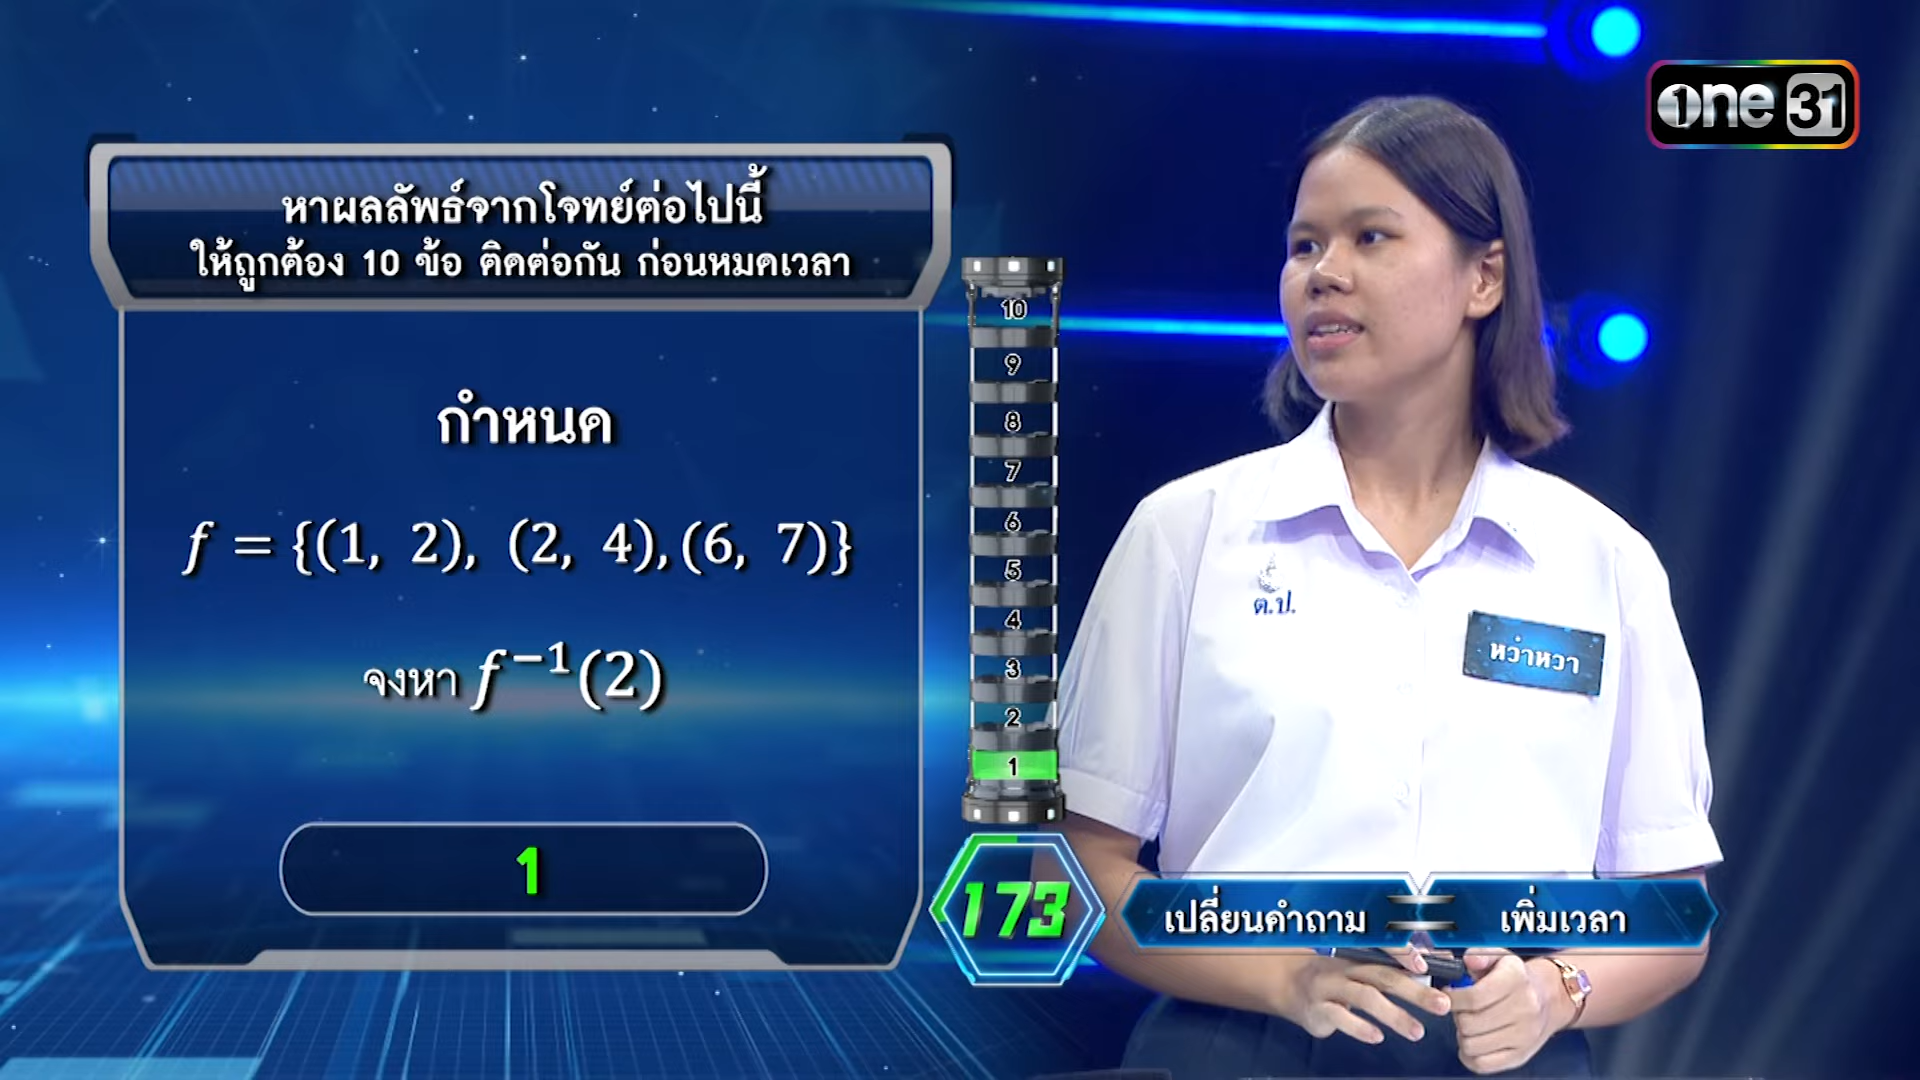 one 31
หาผลลัพธ์จากโจทย์ต่อไปนี้
ให้ถูกต้อง 10 ข้อ ติดต่อกัน ก่อนหมดเวลา
กำหนด
f = {(1, 2), (2, 4), (6, 7)}
จงหา f⁻¹(2)
1
10
9
8
7
6
5
4
3
2
1
173
ต.ป.
หว่าหวา
เปลี่ยนคำถาม
เพิ่มเวลา